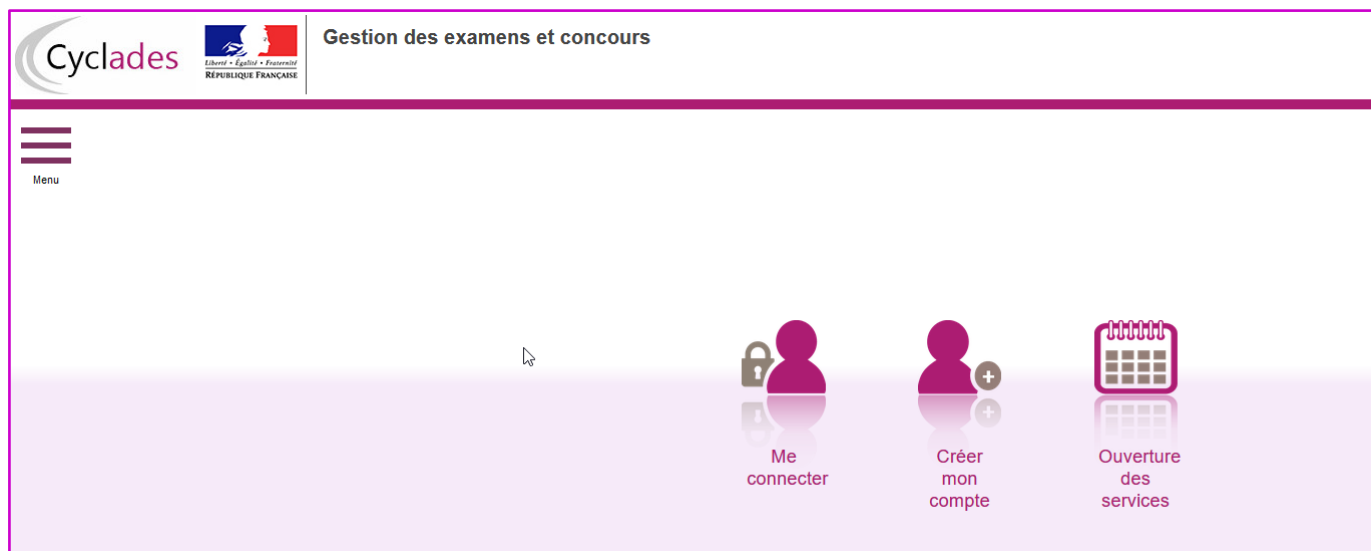 Cyclades
Liberté • Égalité • Fraternité
RÉPUBLIQUE FRANÇAISE
Gestion des examens et concours
Menu
Me
connecter
Créer
mon
compte
Ouverture
des
services